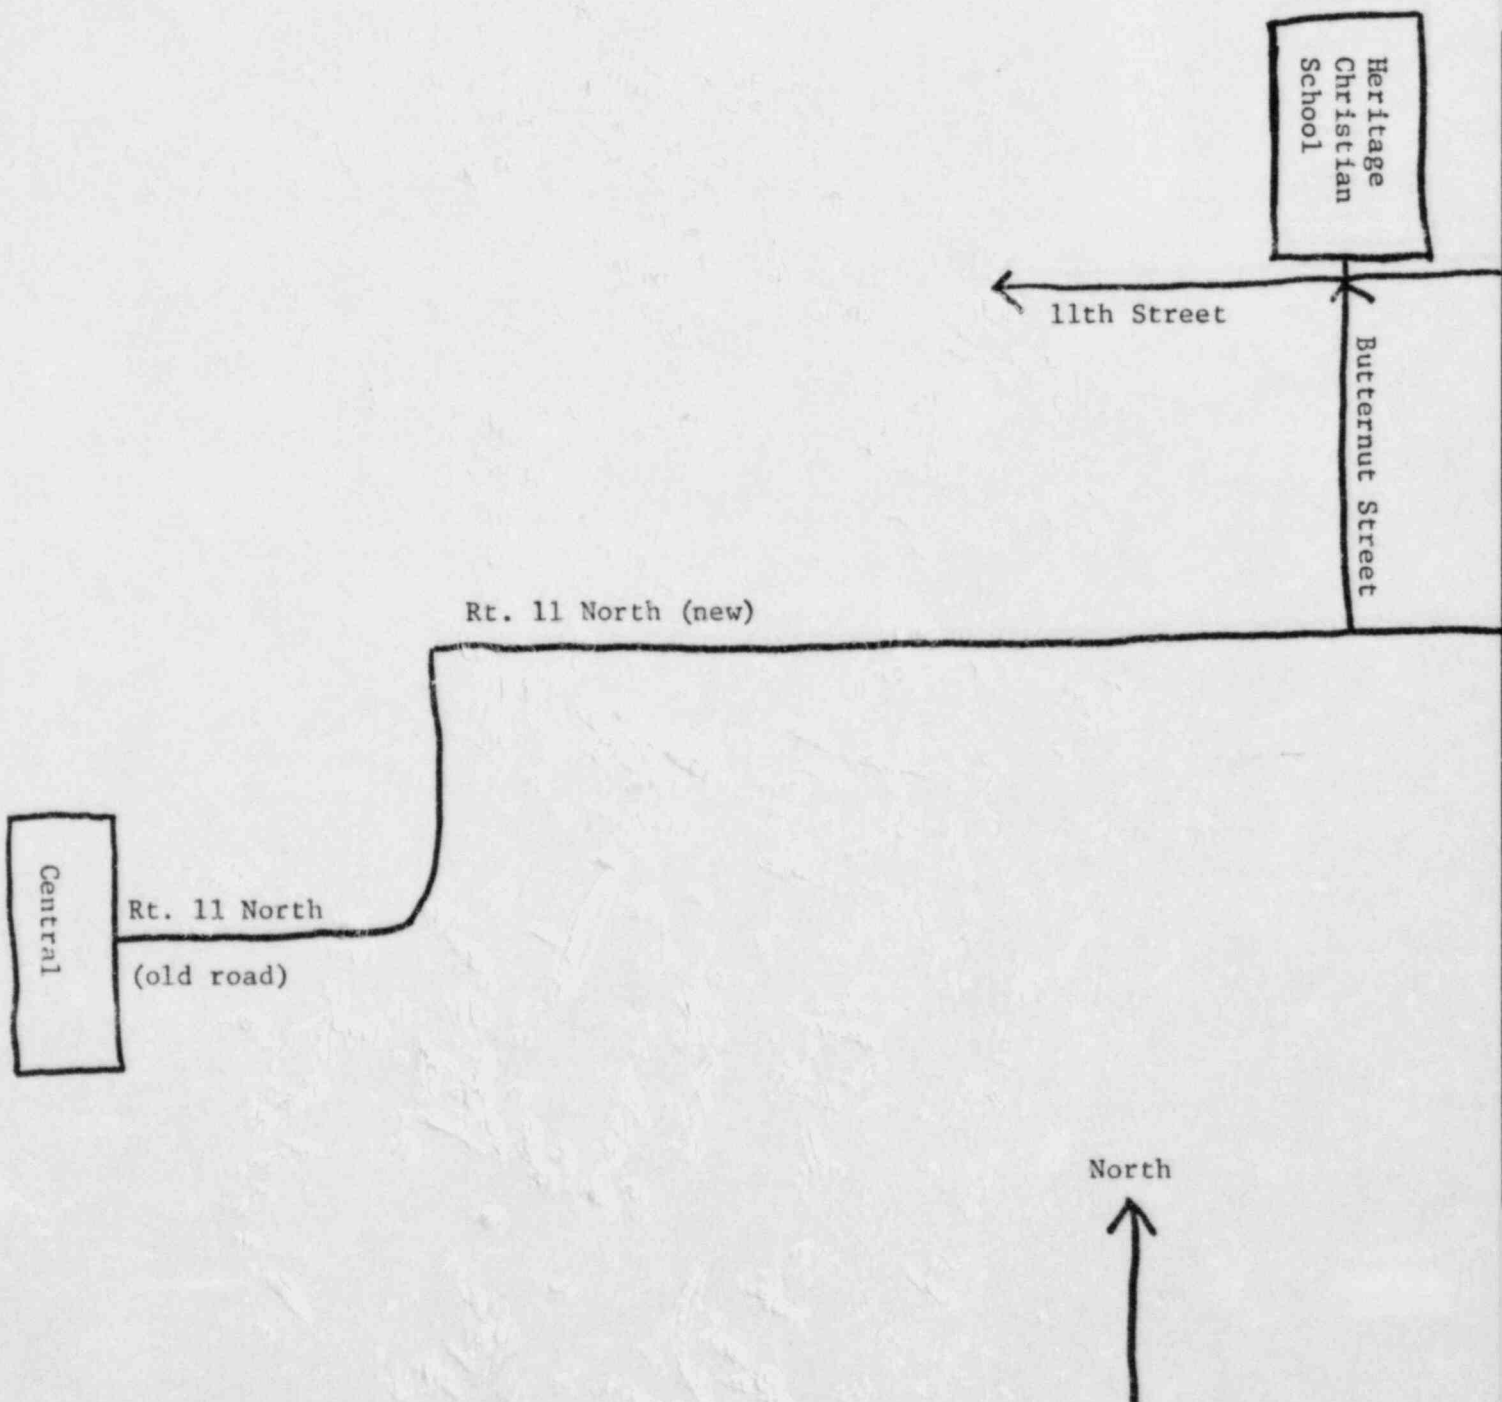 Heritage
Christian
School
11th Street
Butternut Street
Rt. 11 North (new)
Central
Rt. 11 North
(old road)
North